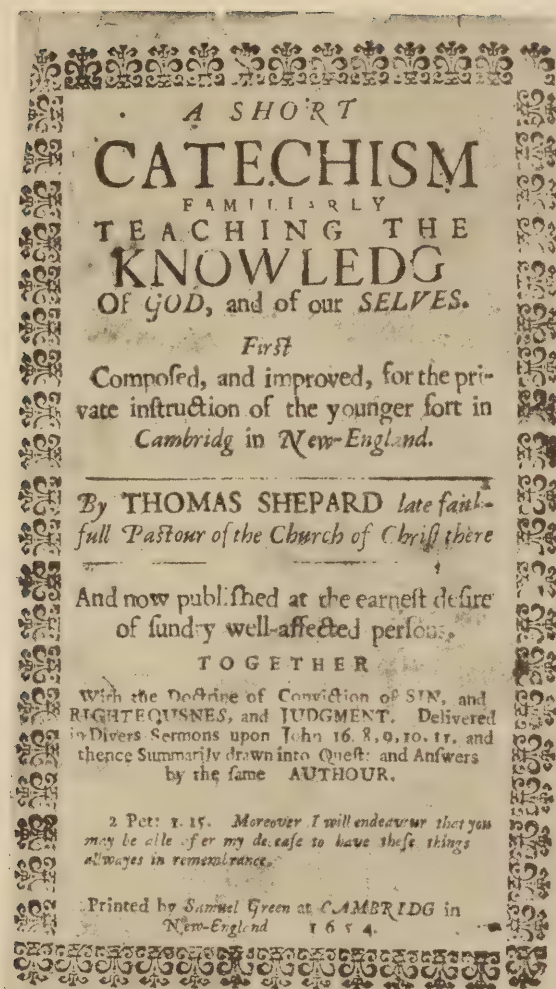 A SHORT
CATECHISM
FAMILIARLY
TEACHING THE
KNOWLEDG
Of GOD, and of our SELVES.
First
Compoſed, and improved, for the pri-
vate inſtruction of the younger ſort in
Cambridg in New-England.
By THOMAS SHEPARD late faith-
full Paſtour of the Church of Chriſt there
And now publiſhed at the earneſt deſire
of ſundry well-affected perſons,
TOGETHER
With the Doctrine of Conviction of SIN, and
RIGHTEOUSNES, and JUDGMENT. Delivered
in Divers Sermons upon John 16. 8, 9, 10. 11. and
thence Summarily drawn into Queſt: and Anſwers
by the ſame AUTHOUR.
2 Pet: 1. 15. Moreover I will endeavur that you
may be able after my deceaſe to have theſe things
allwayes in remembrance.
Printed by Samuel Green at CAMBRIDG in
New-England 1654.